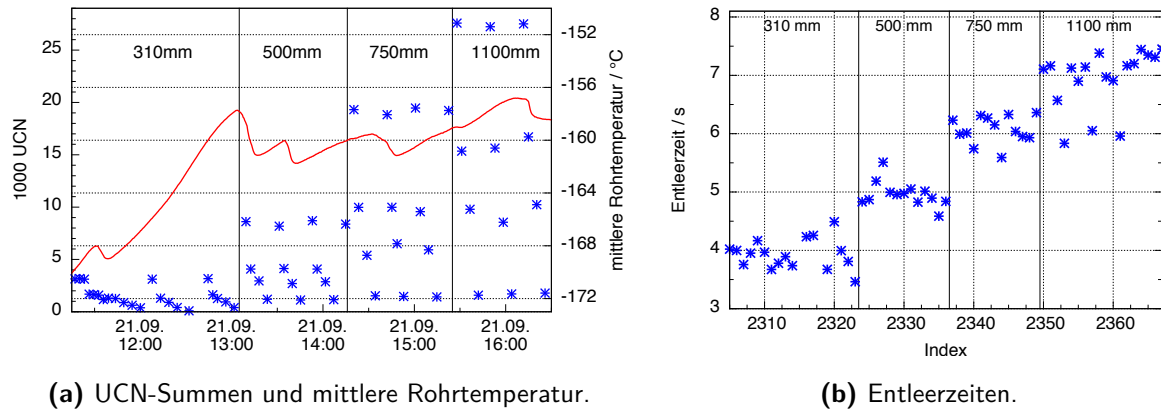 1000 UCN
30
25
20
15
10
5
0
310mm
500mm
750mm
1100mm
-152
-156
-160
-164
-168
-172
mittlere Rohrtemperatur / °C
21.09.
12:00
21.09.
13:00
21.09.
14:00
21.09.
15:00
21.09.
16:00
(a) UCN-Summen und mittlere Rohrtemperatur.
Entleerzeit / s
8
7
6
5
4
3
310 mm
500 mm
750 mm
1100 mm
2310
2320
2330
2340
2350
2360
Index
(b) Entleerzeiten.